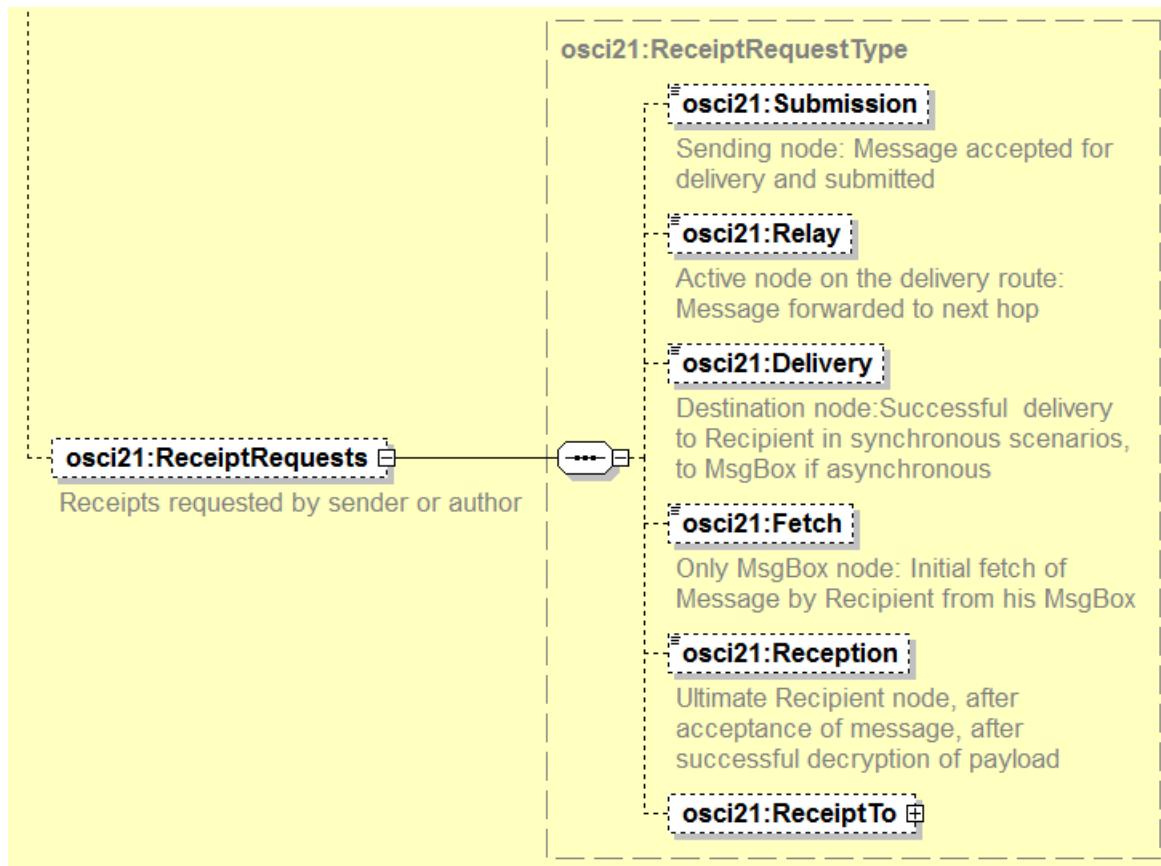 osci21:ReceiptRequestType
osci21:Submission
Sending node: Message accepted for
delivery and submitted
osci21:Relay
Active node on the delivery route:
Message forwarded to next hop
osci21:Delivery
Destination node:Successful  delivery
to Recipient in synchronous scenarios,
to MsgBox if asynchronous
osci21:ReceiptRequests
Receipts requested by sender or author
osci21:Fetch
Only MsgBox node: Initial fetch of
Message by Recipient from his MsgBox
osci21:Reception
Ultimate Recipient node, after
acceptance of message, after
successful decryption of payload
osci21:ReceiptTo